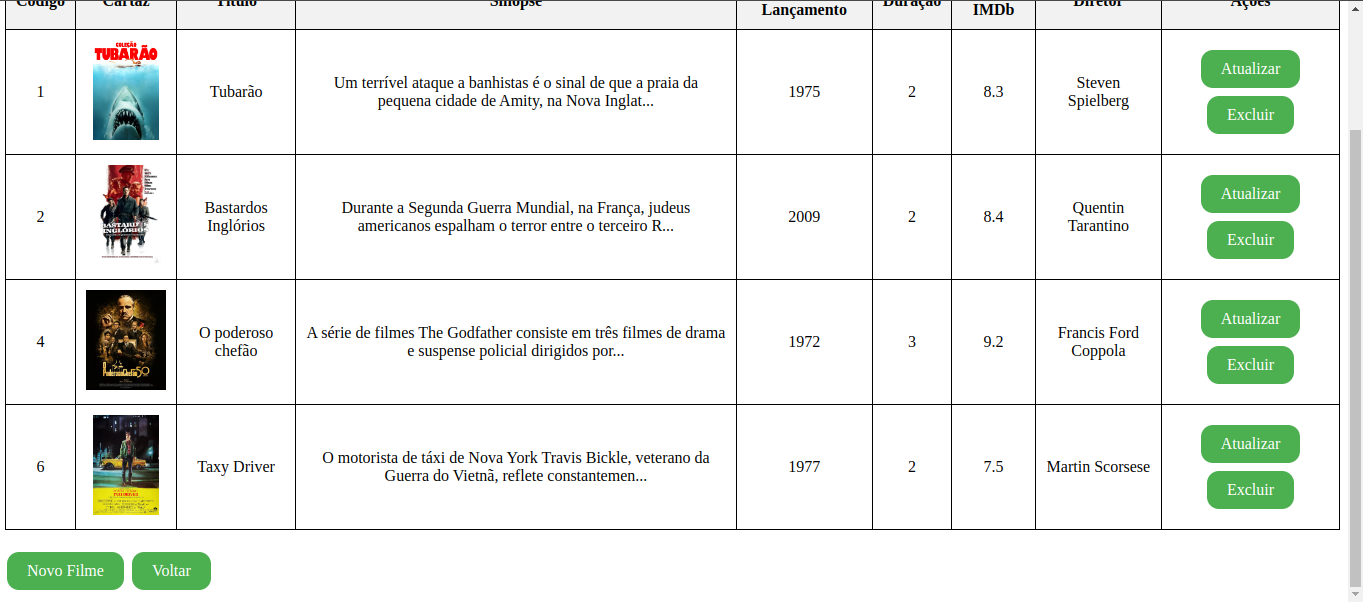 Código Cartaz Título Sinopse Lançamento Duração IMDb Diretor Ações
COLEÇÃO
TUBARÃO
1 Tubarão Um terrível ataque a banhistas é o sinal de que a praia da
pequena cidade de Amity, na Nova Inglat... 1975 2 8.3 Steven
Spielberg Atualizar
Excluir
2 Bastardos
Inglórios Durante a Segunda Guerra Mundial, na França, judeus
americanos espalham o terror entre o terceiro R... 2009 2 8.4 Quentin
Tarantino Atualizar
Excluir
4 O poderoso
chefão A série de filmes The Godfather consiste em três filmes de drama
e suspense policial dirigidos por... 1972 3 9.2 Francis Ford
Coppola Atualizar
Excluir
6 Taxy Driver O motorista de táxi de Nova York Travis Bickle, veterano da
Guerra do Vietnã, reflete constantemen... 1977 2 7.5 Martin Scorsese Atualizar
Excluir
Novo Filme Voltar